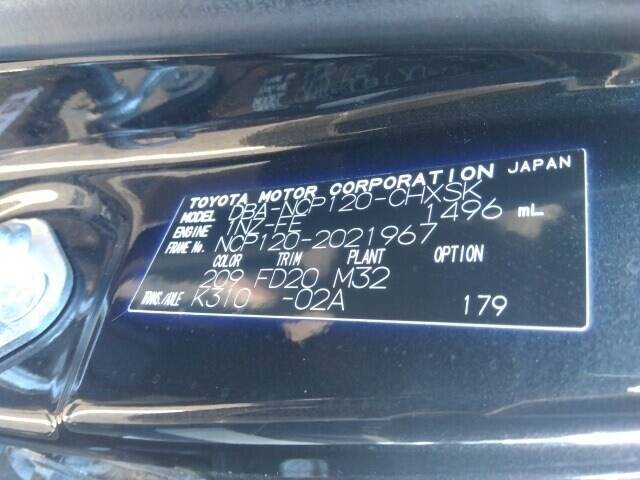 TOYOTA MOTOR CORPORATION JAPAN
MODEL DBA-NCP120-CHXSK
ENGINE 1NZ-FE 1496 mL
FRAME No. NCP120-2021967
COLOR TRIM PLANT OPTION
209 FD20 M32
TRANS./AXLE K310 -02A 179